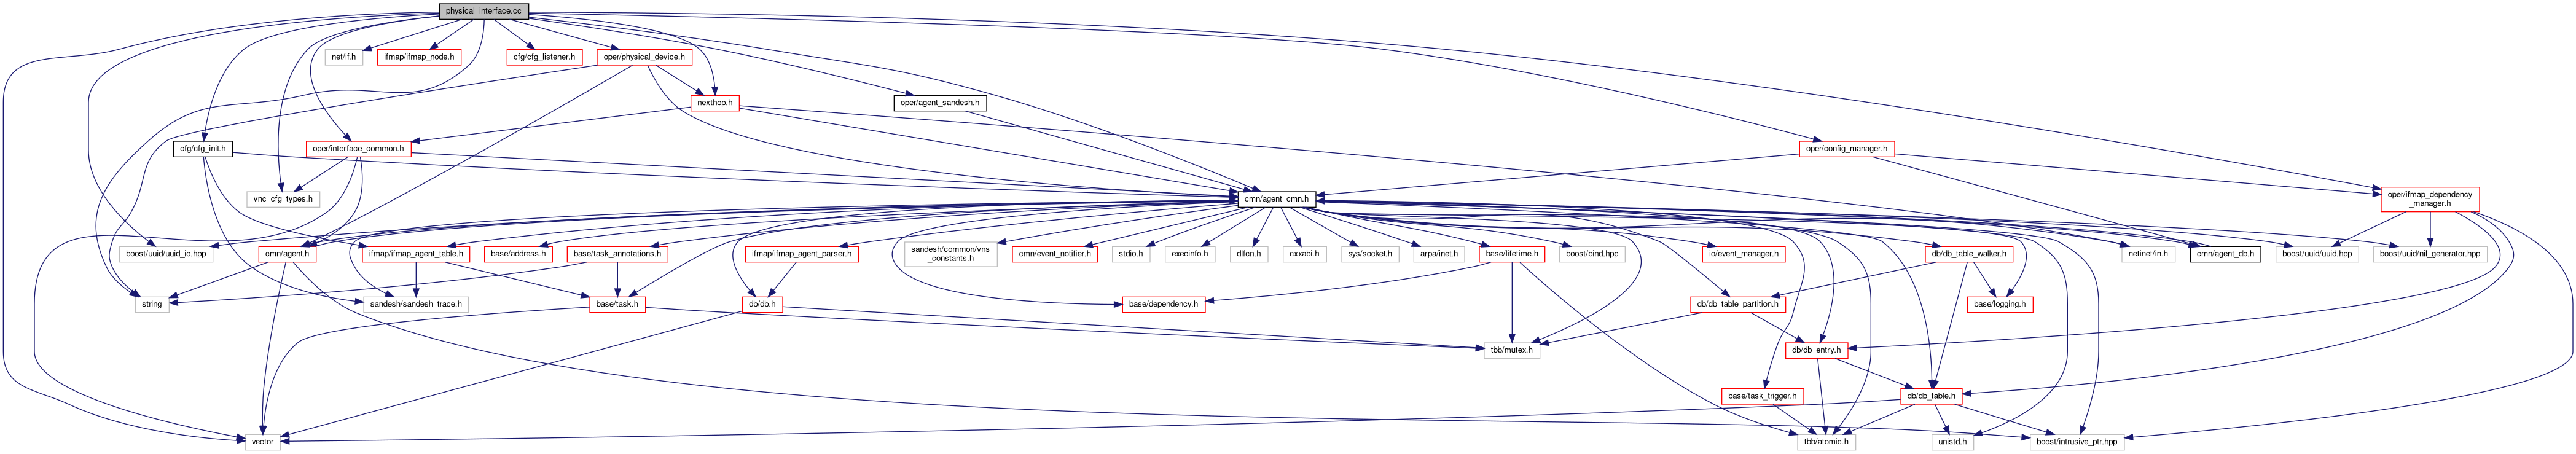 physical_interface.cc
net/if.h
ifmap/ifmap_node.h
cfg/cfg_listener.h
oper/physical_device.h
nexthop.h
oper/agent_sandesh.h
cfg/cfg_init.h
oper/interface_common.h
oper/config_manager.h
vnc_cfg_types.h
cmn/agent_cmn.h
oper/ifmap_dependency
_manager.h
boost/uuid/uuid_io.hpp
cmn/agent.h
ifmap/ifmap_agent_table.h
base/address.h
base/task_annotations.h
ifmap/ifmap_agent_parser.h
sandesh/common/vns
_constants.h
cmn/event_notifier.h
stdio.h
execinfo.h
dlfcn.h
cxxabi.h
sys/socket.h
arpa/inet.h
base/lifetime.h
boost/bind.hpp
io/event_manager.h
db/db_table_walker.h
netinet/in.h
cmn/agent_db.h
boost/uuid/uuid.hpp
boost/uuid/nil_generator.hpp
string
sandesh/sandesh_trace.h
base/task.h
db/db.h
base/dependency.h
db/db_table_partition.h
base/logging.h
tbb/mutex.h
db/db_entry.h
base/task_trigger.h
db/db_table.h
vector
tbb/atomic.h
unistd.h
boost/intrusive_ptr.hpp